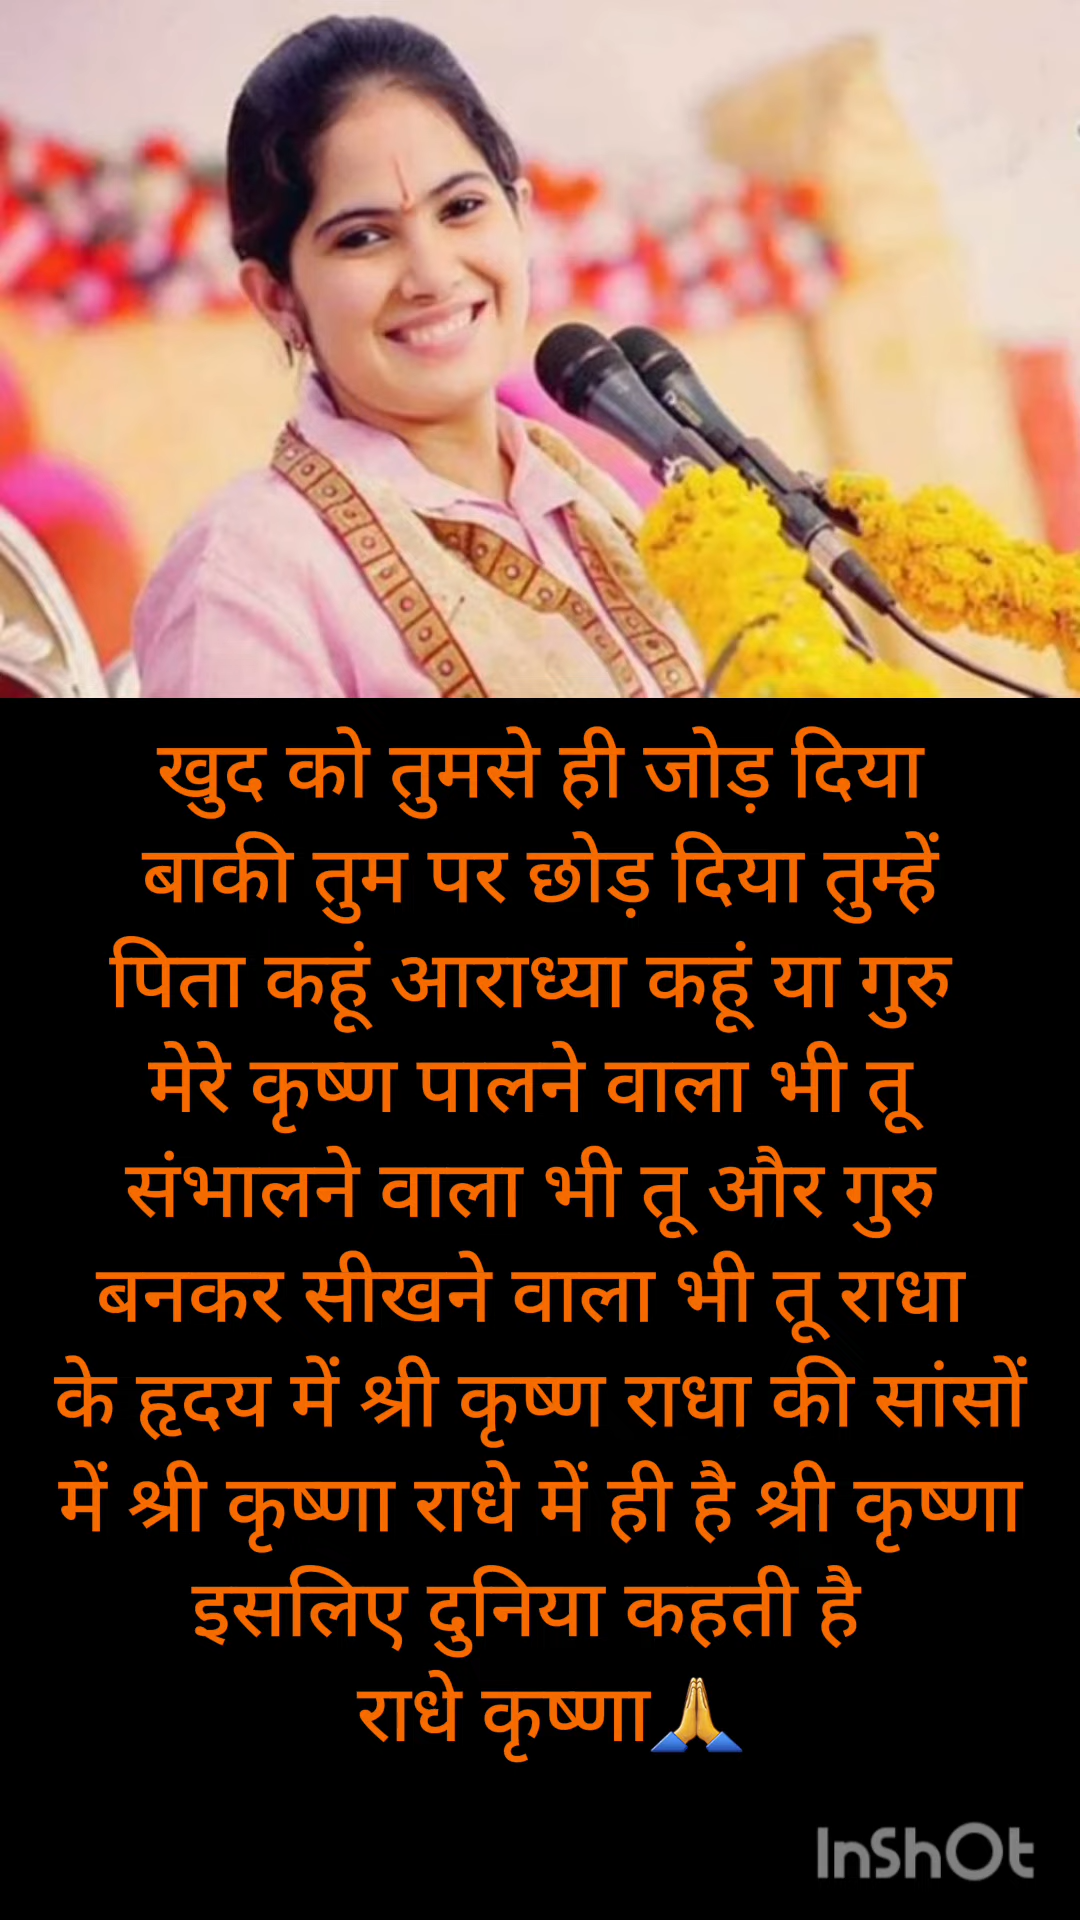 खुद को तुमसे ही जोड़ दिया
बाकी तुम पर छोड़ दिया तुम्हें
पिता कहूं आराध्या कहूं या गुरु
मेरे कृष्ण पालने वाला भी तू
संभालने वाला भी तू और गुरु
बनकर सीखने वाला भी तू राधा
के हृदय में श्री कृष्ण राधा की सांसों
में श्री कृष्णा राधे में ही है श्री कृष्णा
इसलिए दुनिया कहती है
राधे कृष्णा🙏
InShOt